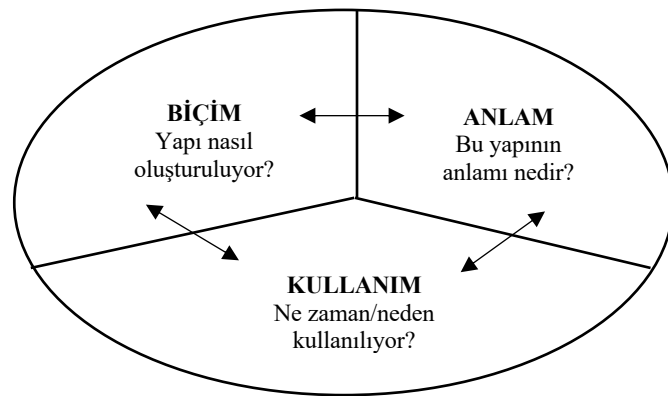 BİÇİM
Yapı nasıl
oluşturuluyor?
ANLAM
Bu yapının
anlamı nedir?
KULLANIM
Ne zaman/neden
kullanılıyor?